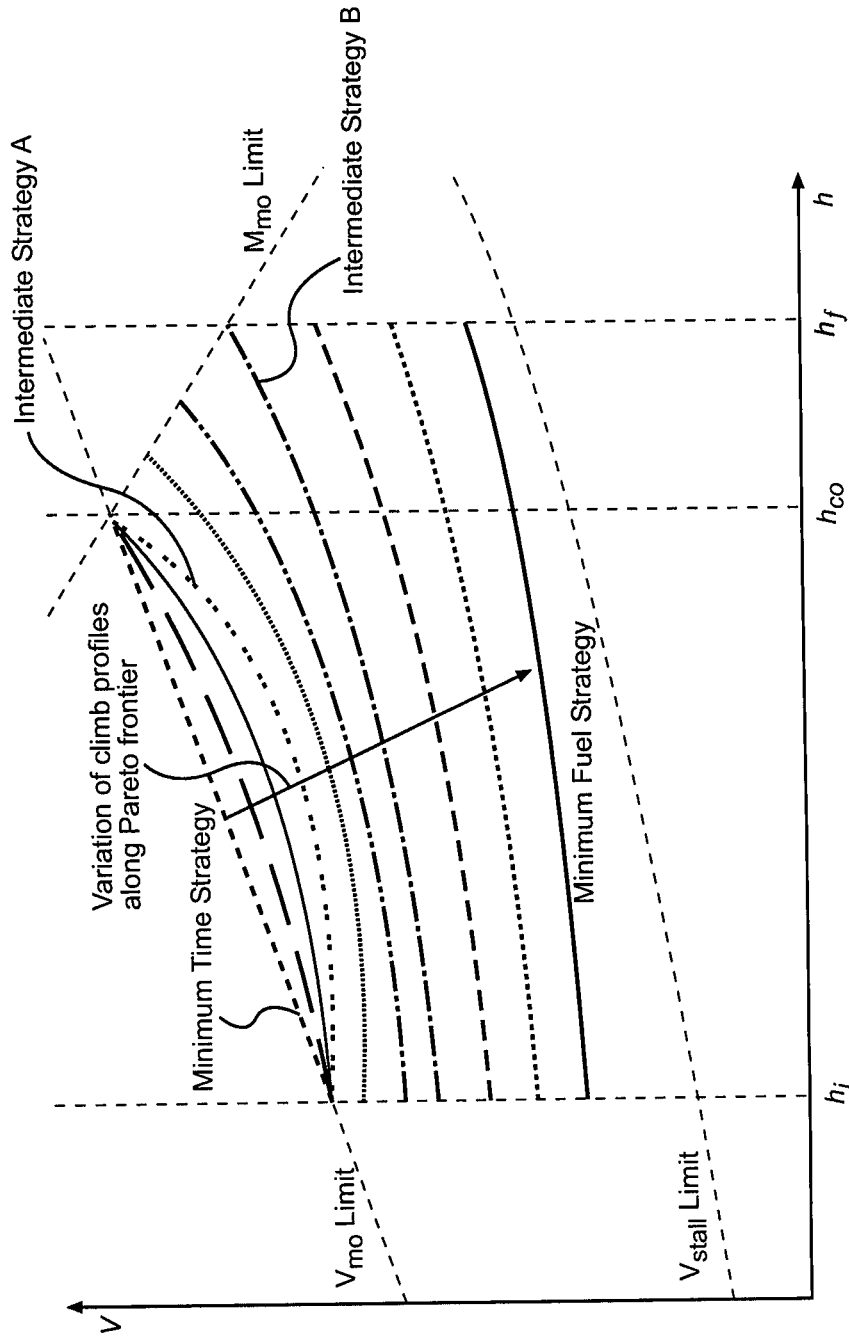 Intermediate Strategy A
Variation of climb profiles
along Pareto frontier
M_mo Limit
Minimum Time Strategy
Intermediate Strategy B
V_mo Limit
Minimum Fuel Strategy
V_stall Limit
V
h_i
h_co
h_f
h